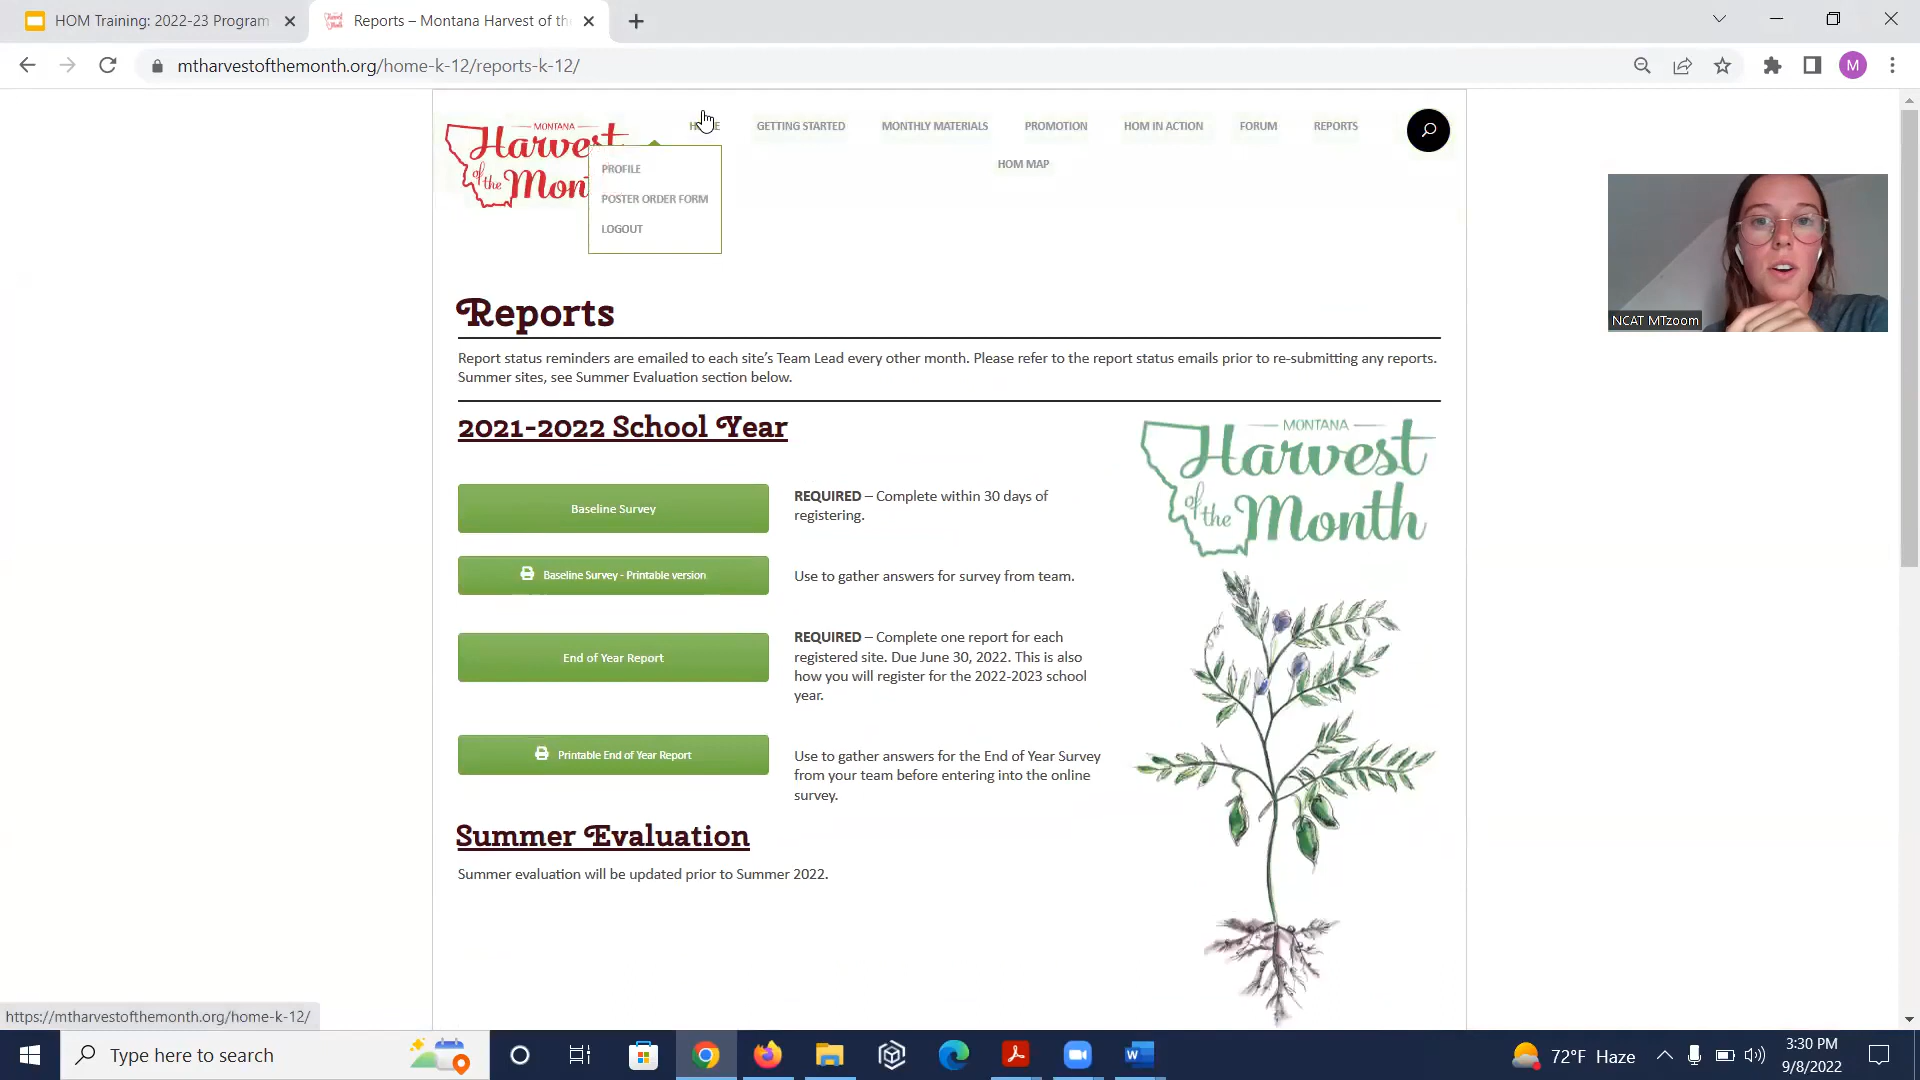 HOM Training: 2022-23 Program
Reports – Montana Harvest of th
mtharvestofthemonth.org/home-k-12/reports-k-12/
M
MONTANA
Harvest
of the
Mon
HOME
GETTING STARTED
MONTHLY MATERIALS
PROMOTION
HOM IN ACTION
FORUM
REPORTS
HOM MAP
PROFILE
POSTER ORDER FORM
LOGOUT
NCAT MTzoom
Reports
Report status reminders are emailed to each site's Team Lead every other month. Please refer to the report status emails prior to re-submitting any reports.
Summer sites, see Summer Evaluation section below.
2021-2022 School Year
MONTANA
Harvest
of the
Month
Baseline Survey
REQUIRED – Complete within 30 days of
registering.
Baseline Survey - Printable version
Use to gather answers for survey from team.
End of Year Report
REQUIRED – Complete one report for each
registered site. Due June 30, 2022. This is also
how you will register for the 2022-2023 school
year.
Printable End of Year Report
Use to gather answers for the End of Year Survey
from your team before entering into the online
survey.
Summer Evaluation
Summer evaluation will be updated prior to Summer 2022.
https://mtharvestofthemonth.org/home-k-12/
Type here to search
W
72°F Haze
3:30 PM
9/8/2022